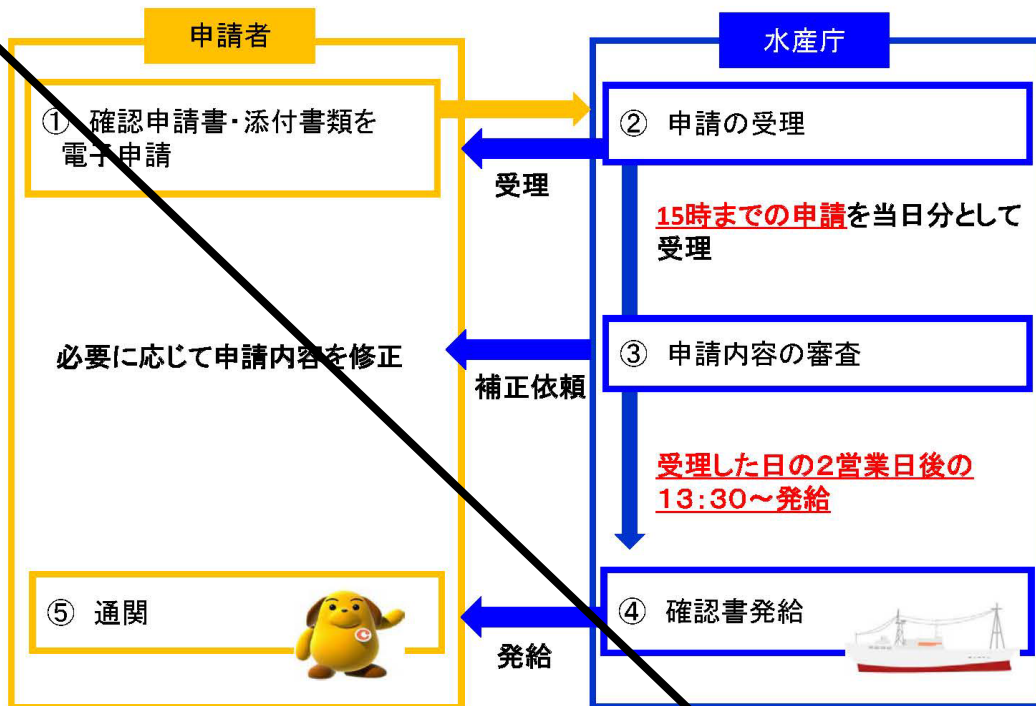 申請者
水産庁
① 確認申請書・添付書類を
電子申請
② 申請の受理
受理
15時までの申請を当日分として
受理
必要に応じて申請内容を修正
③ 申請内容の審査
補正依頼
受理した日の2営業日後の
13:30～発給
⑤ 通関
④ 確認書発給
発給